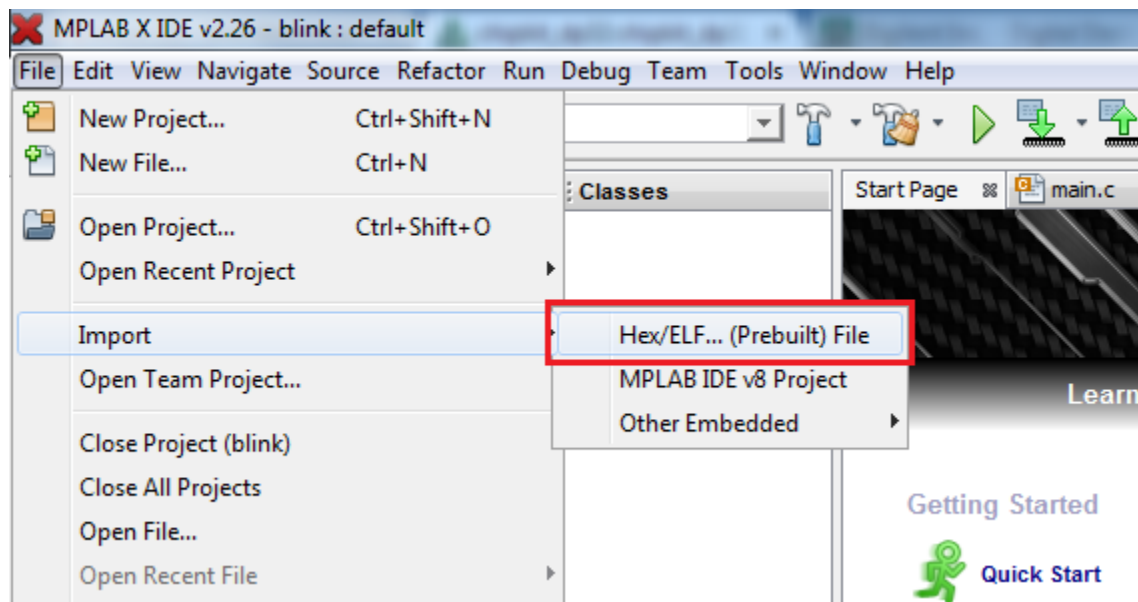 MPLAB X IDE v2.26 - blink : default
File Edit View Navigate Source Refactor Run Debug Team Tools Window Help
New Project... Ctrl+Shift+N
New File... Ctrl+N
Classes
Start Page main.c
Open Project... Ctrl+Shift+O
Open Recent Project
Import
Hex/ELF... (Prebuilt) File
Open Team Project...
MPLAB IDE v8 Project
Learn
Other Embedded
Close Project (blink)
Close All Projects
Getting Started
Open File...
Open Recent File
Quick Start